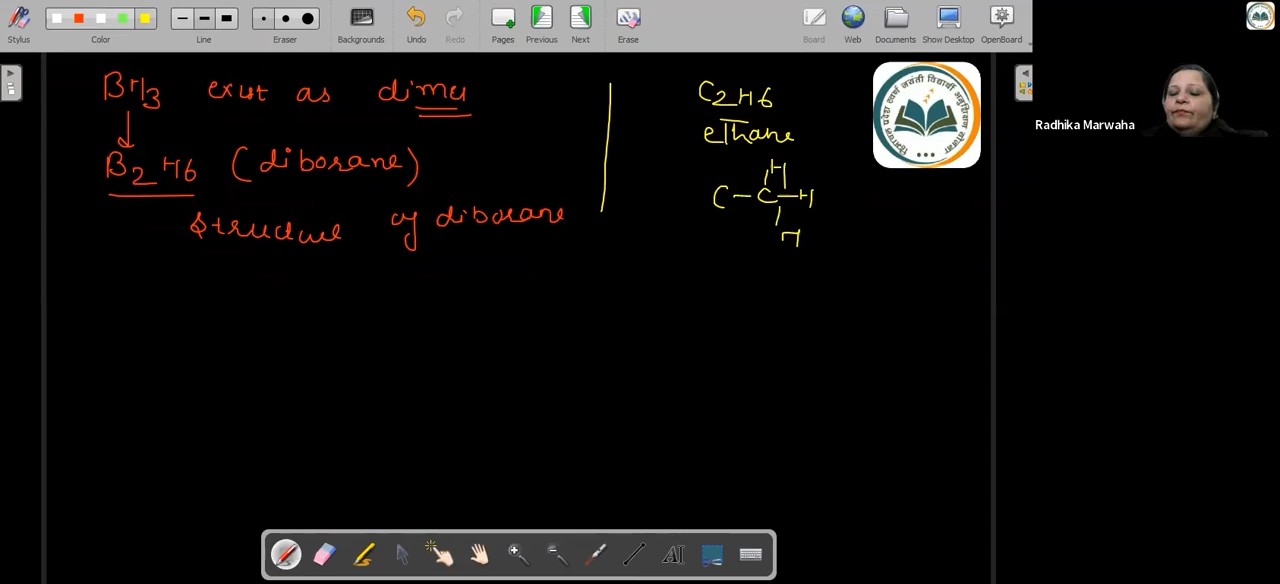 Stylus Color Line Eraser Backgrounds Undo Redo Pages Previous Next Erase Board Web Documents Show Desktop OpenBoard
BH3 exist as dimer
B2H6 (diborane)
structure of diborane
C2H6
ethane
H
C - C - H
H
Radhika Marwaha
AI